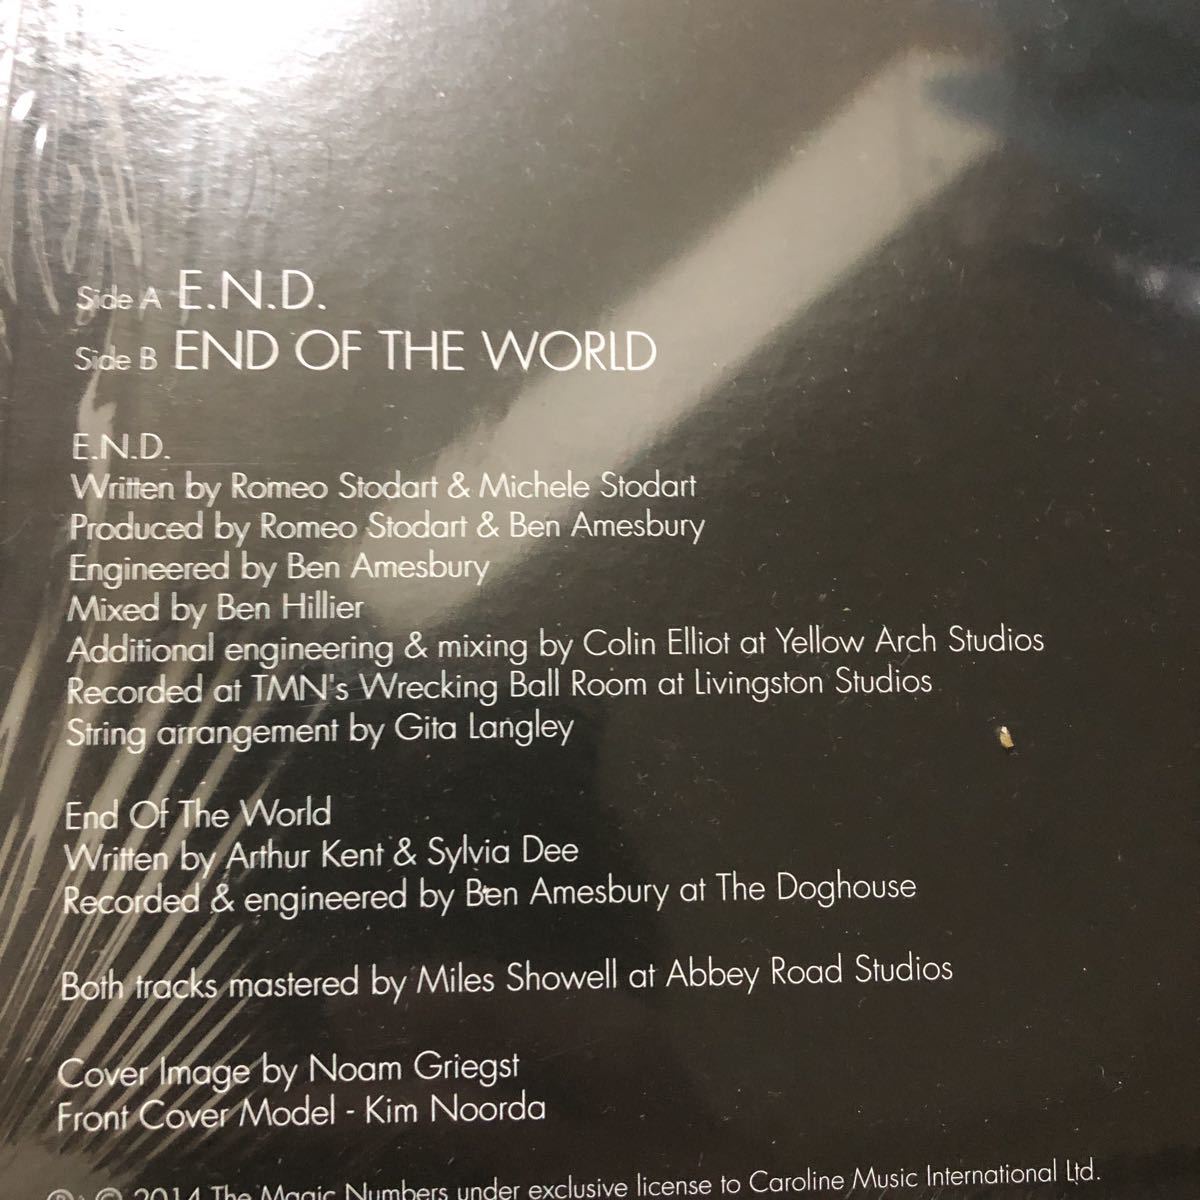 Side A E.N.D.
Side B END OF THE WORLD
E.N.D.
Written by Romeo Stodart & Michele Stodart
Produced by Romeo Stodart & Ben Amesbury
Engineered by Ben Amesbury
Mixed by Ben Hillier
Additional engineering & mixing by Colin Elliot at Yellow Arch Studios
Recorded at TMN's Wrecking Ball Room at Livingston Studios
String arrangement by Gita Langley
End Of The World
Written by Arthur Kent & Sylvia Dee
Recorded & engineered by Ben Amesbury at The Doghouse
Both tracks mastered by Miles Showell at Abbey Road Studios
Cover Image by Noam Griegst
Front Cover Model - Kim Noorda
℗ © 2014 The Magic Numbers under exclusive license to Caroline Music International Ltd.